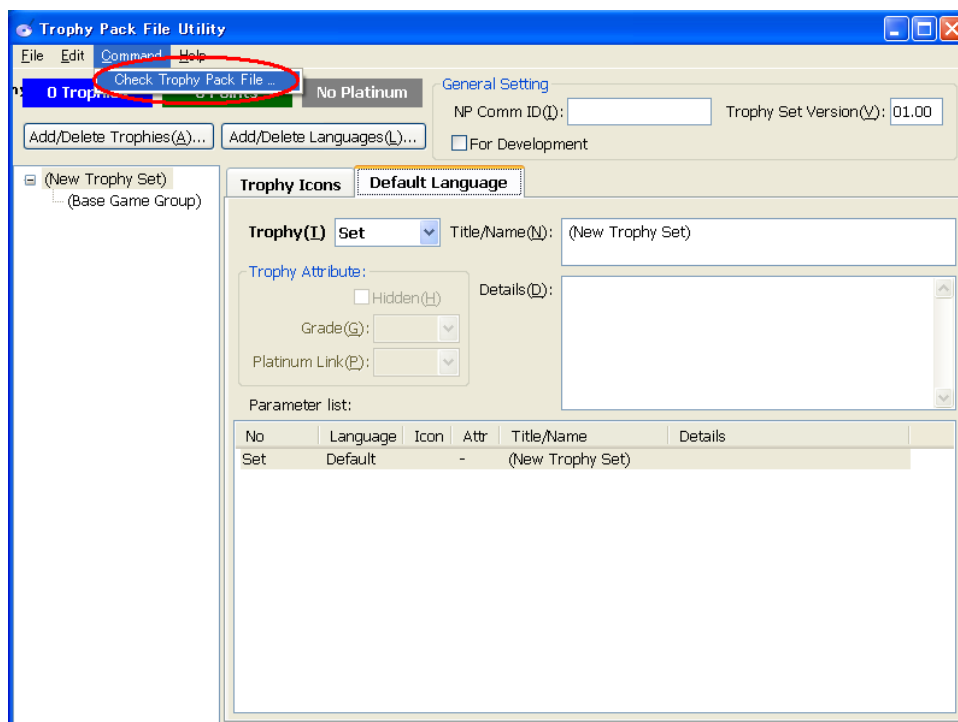 Trophy Pack File Utility
File Edit Command Help
Check Trophy Pack File ...
0 Trophies
No Platinum
General Setting
NP Comm ID(I):
Trophy Set Version(V): 01.00
Add/Delete Trophies(A)... Add/Delete Languages(L)...
For Development
(New Trophy Set)
(Base Game Group)
Trophy Icons Default Language
Trophy(T) Set Title/Name(N): (New Trophy Set)
Trophy Attribute:
Hidden(H)
Details(D):
Grade(G):
Platinum Link(P):
Parameter list:
No Language Icon Attr Title/Name Details
Set Default - (New Trophy Set)